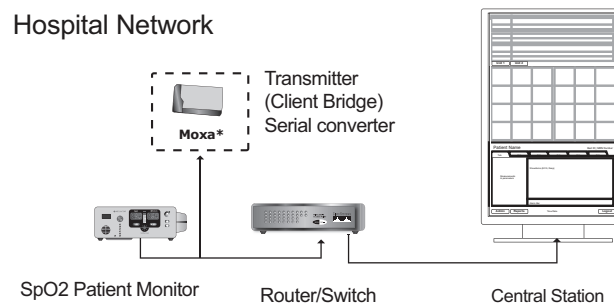 Hospital Network
Transmitter
(Client Bridge)
Serial converter
Moxa*
Patient Name
SpO2 Patient Monitor
Router/Switch
Central Station